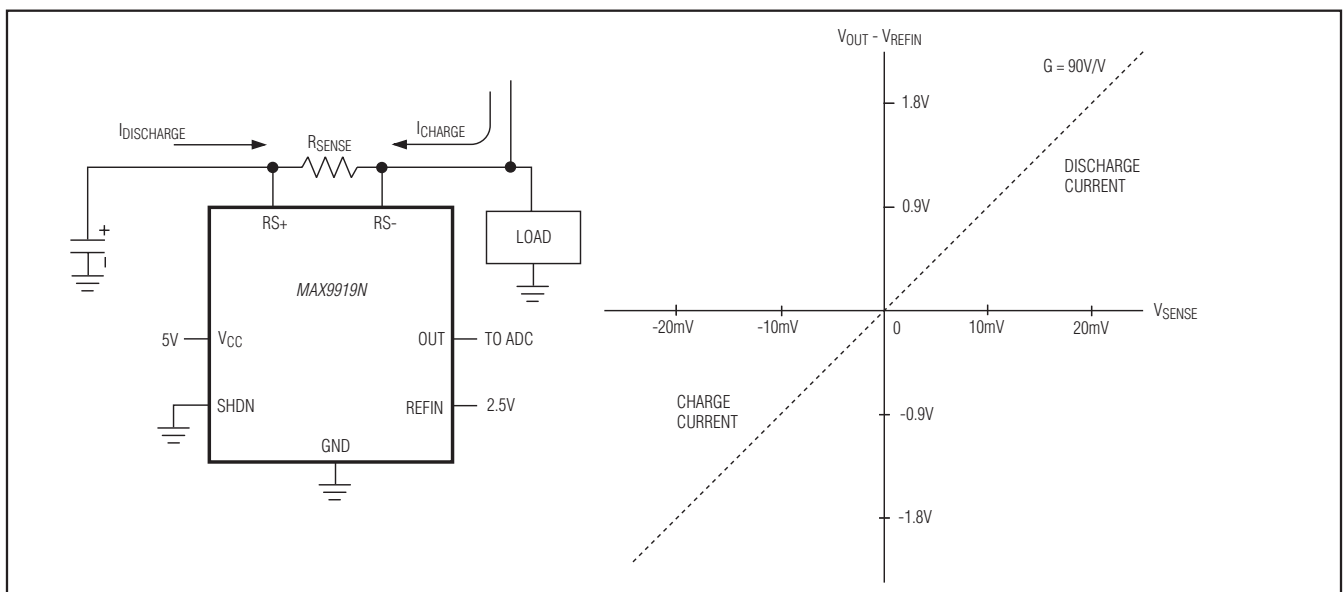 IDISCHARGE
RSENSE
ICHARGE
RS+
RS-
+
LOAD
MAX9919N
5V
VCC
OUT
TO ADC
SHDN
REFIN
2.5V
GND
VOUT - VREFIN
G = 90V/V
1.8V
DISCHARGE
CURRENT
0.9V
VSENSE
-20mV
-10mV
0
10mV
20mV
CHARGE
CURRENT
-0.9V
-1.8V